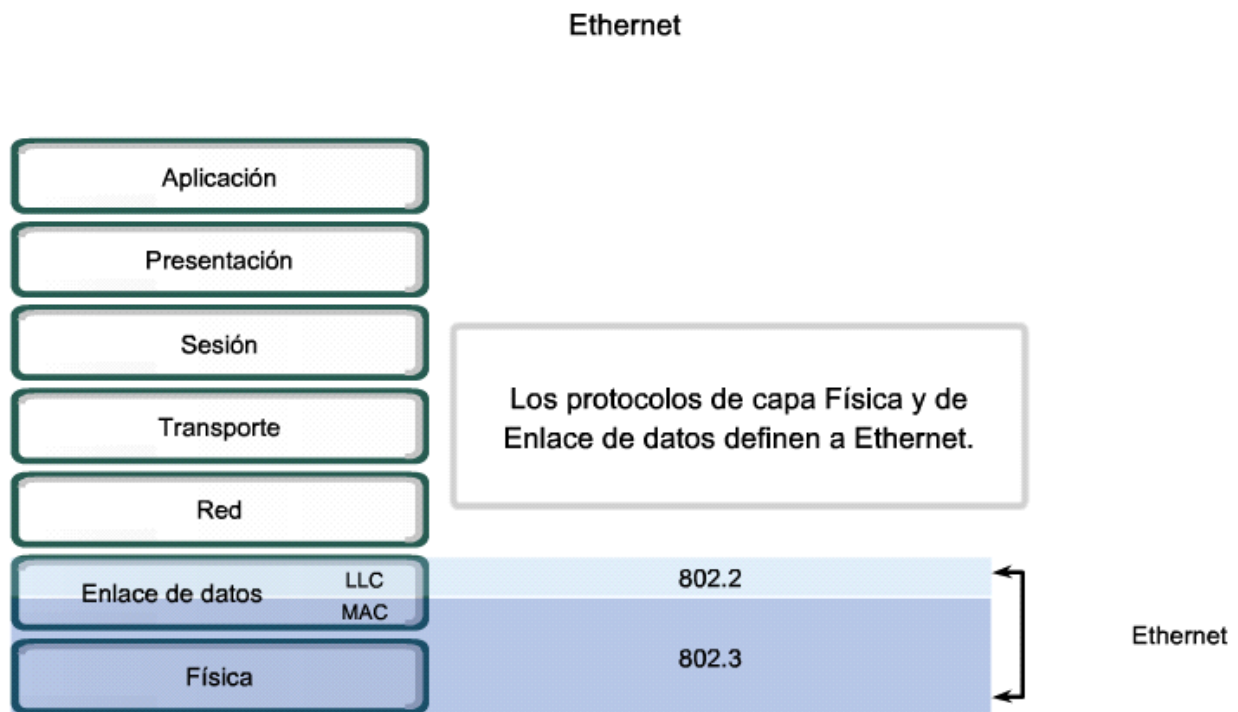 Ethernet
Aplicación
Presentación
Sesión
Transporte
Red
Los protocolos de capa Física y de
Enlace de datos definen a Ethernet.
Enlace de datos
LLC
MAC
Física
802.2
802.3
Ethernet